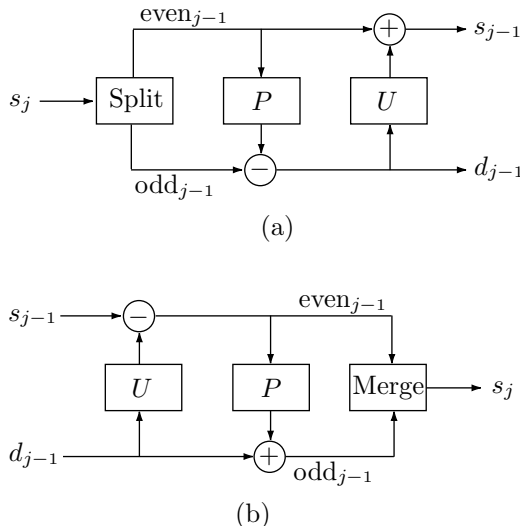 even_{j−1}
+ s_{j−1}
s_j Split P U
− d_{j−1}
odd_{j−1}
(a)
even_{j−1}
s_{j−1} −
U P Merge s_j
d_{j−1} +
odd_{j−1}
(b)